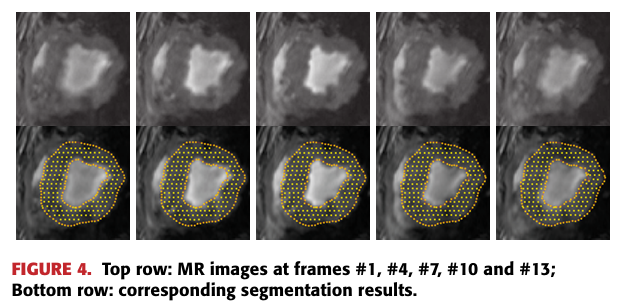 FIGURE 4. Top row: MR images at frames #1, #4, #7, #10 and #13;
Bottom row: corresponding segmentation results.